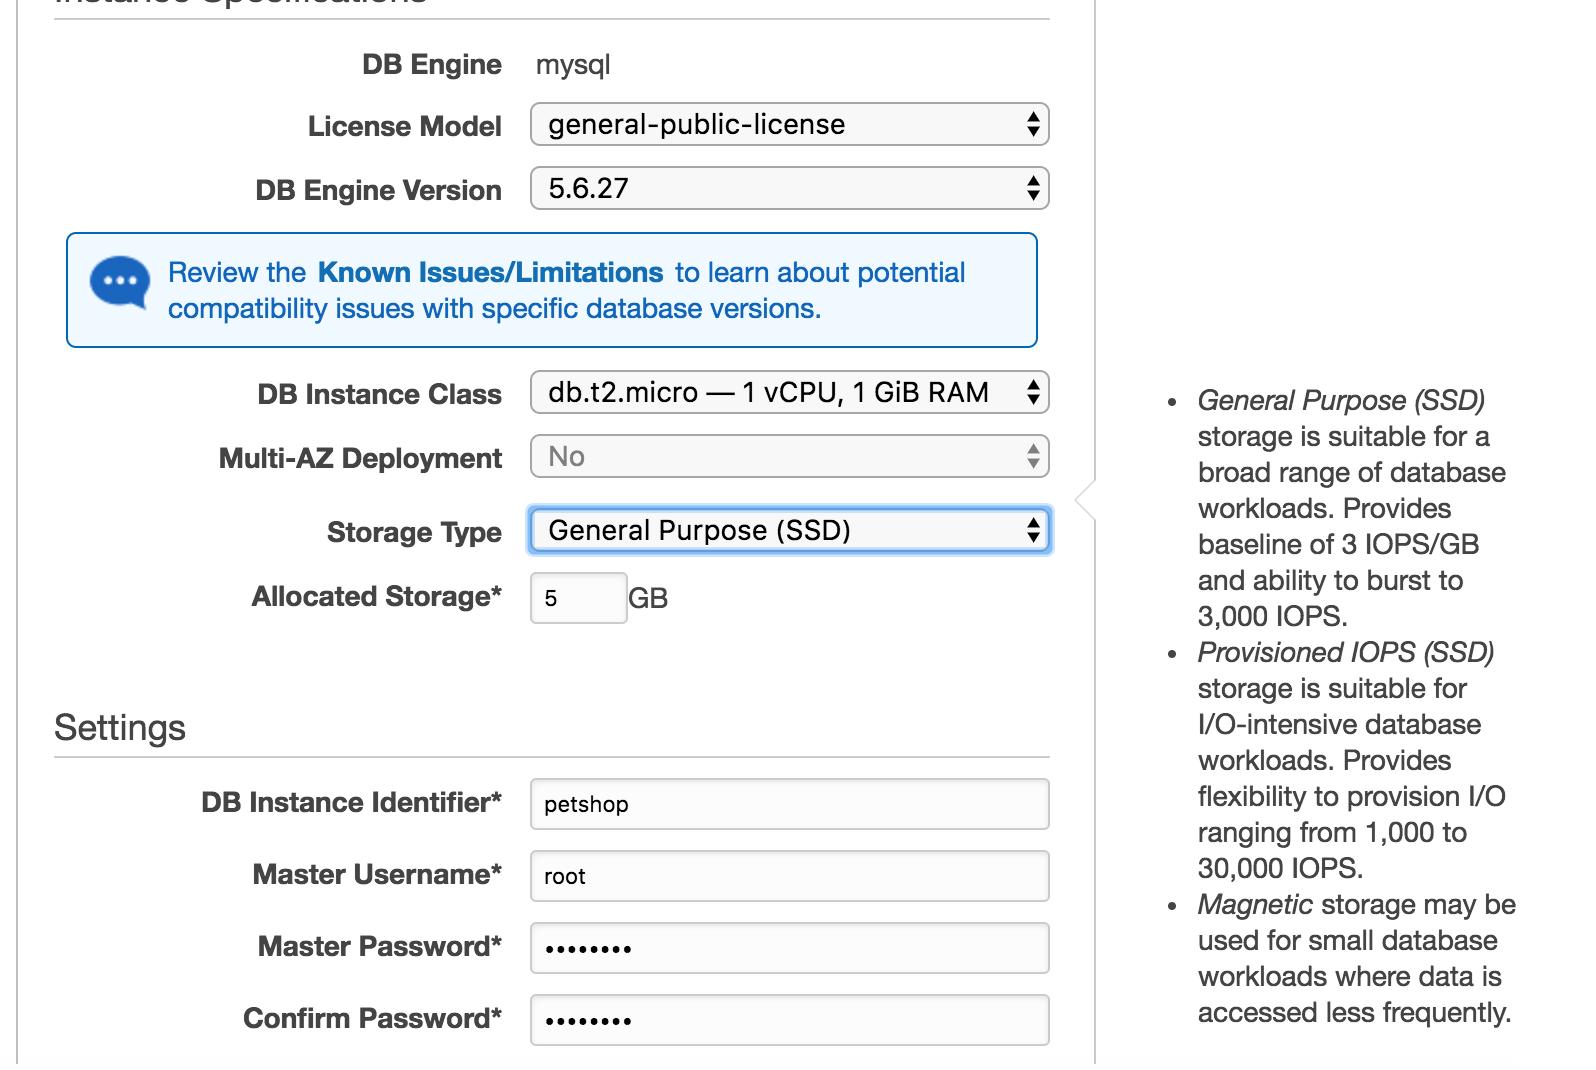 Instance Specifications
DB Engine mysql
License Model general-public-license
DB Engine Version 5.6.27
Review the Known Issues/Limitations to learn about potential
compatibility issues with specific database versions.
DB Instance Class db.t2.micro — 1 vCPU, 1 GiB RAM
Multi-AZ Deployment No
Storage Type General Purpose (SSD)
Allocated Storage* 5 GB
Settings
DB Instance Identifier* petshop
Master Username* root
Master Password* ••••••••
Confirm Password* ••••••••
• General Purpose (SSD)
storage is suitable for a
broad range of database
workloads. Provides
baseline of 3 IOPS/GB
and ability to burst to
3,000 IOPS.
• Provisioned IOPS (SSD)
storage is suitable for
I/O-intensive database
workloads. Provides
flexibility to provision I/O
ranging from 1,000 to
30,000 IOPS.
• Magnetic storage may be
used for small database
workloads where data is
accessed less frequently.